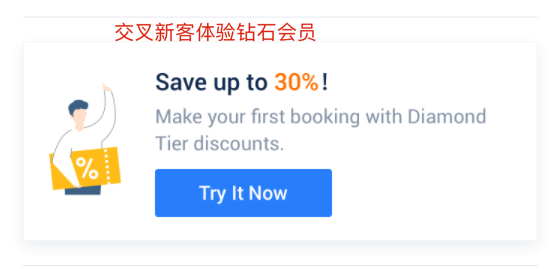 交叉新客体验钻石会员
Save up to 30%!
Make your first booking with Diamond
Tier discounts.
%
Try It Now